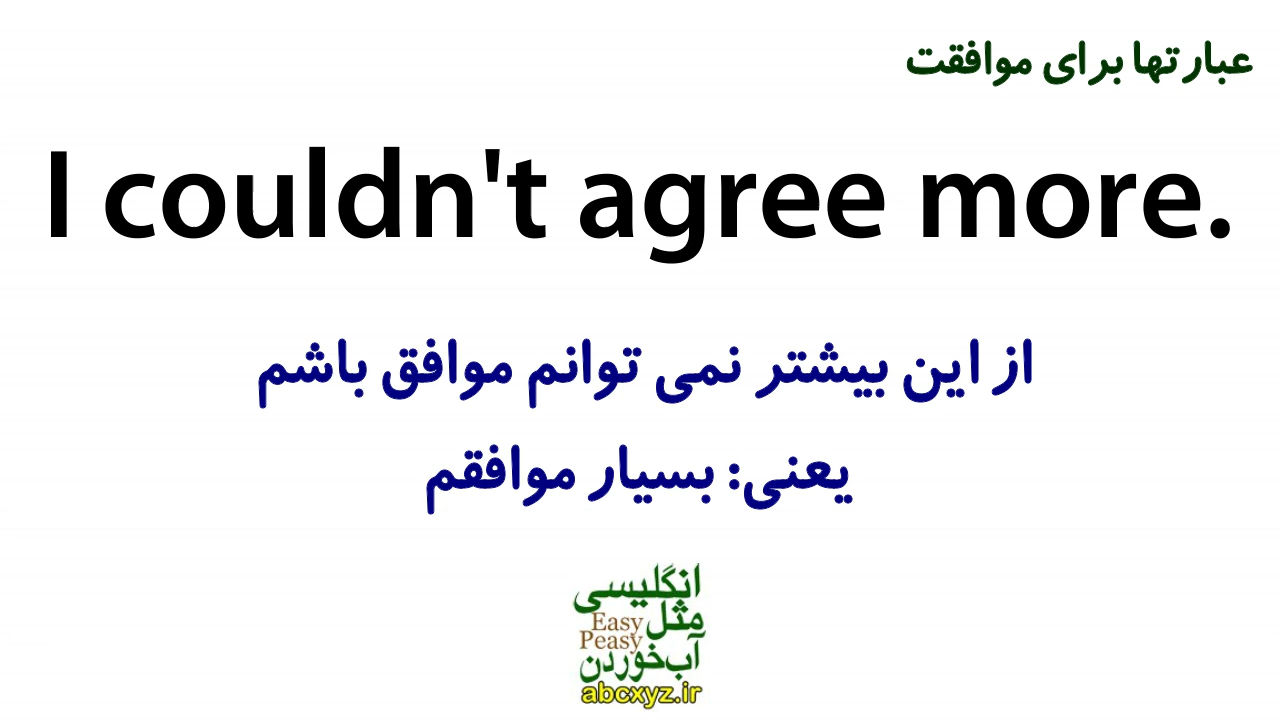 عبارتها برای موافقت
I couldn't agree more.
از این بیشتر نمی توانم موافق باشم
یعنی: بسیار موافقم
انگلیسی
مثل
Easy
Peasy
آب‌خوردن
abcxyz.ir